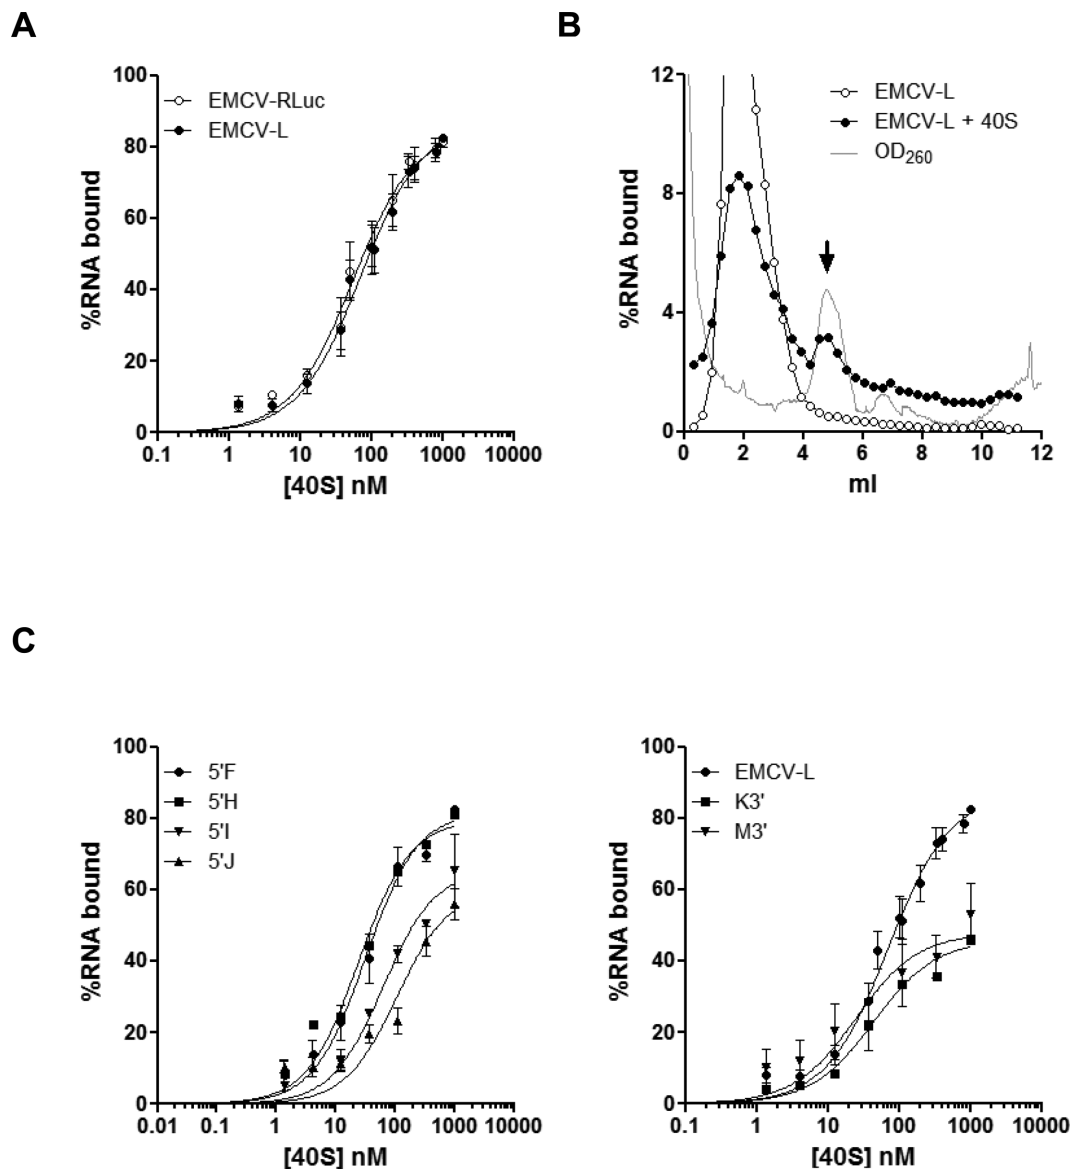 A
100
80
60
40
20
0
%RNA bound
EMCV-RLuc
EMCV-L
0.1 1 10 100 1000 10000
[40S] nM
B
12
8
4
0
%RNA bound
EMCV-L
EMCV-L + 40S
OD260
0 2 4 6 8 10 12
ml
C
100
80
60
40
20
0
%RNA bound
5'F
5'H
5'I
5'J
0.01 0.1 1 10 100 1000 10000
[40S] nM
100
80
60
40
20
0
%RNA bound
EMCV-L
K3'
M3'
0.1 1 10 100 1000 10000
[40S] nM